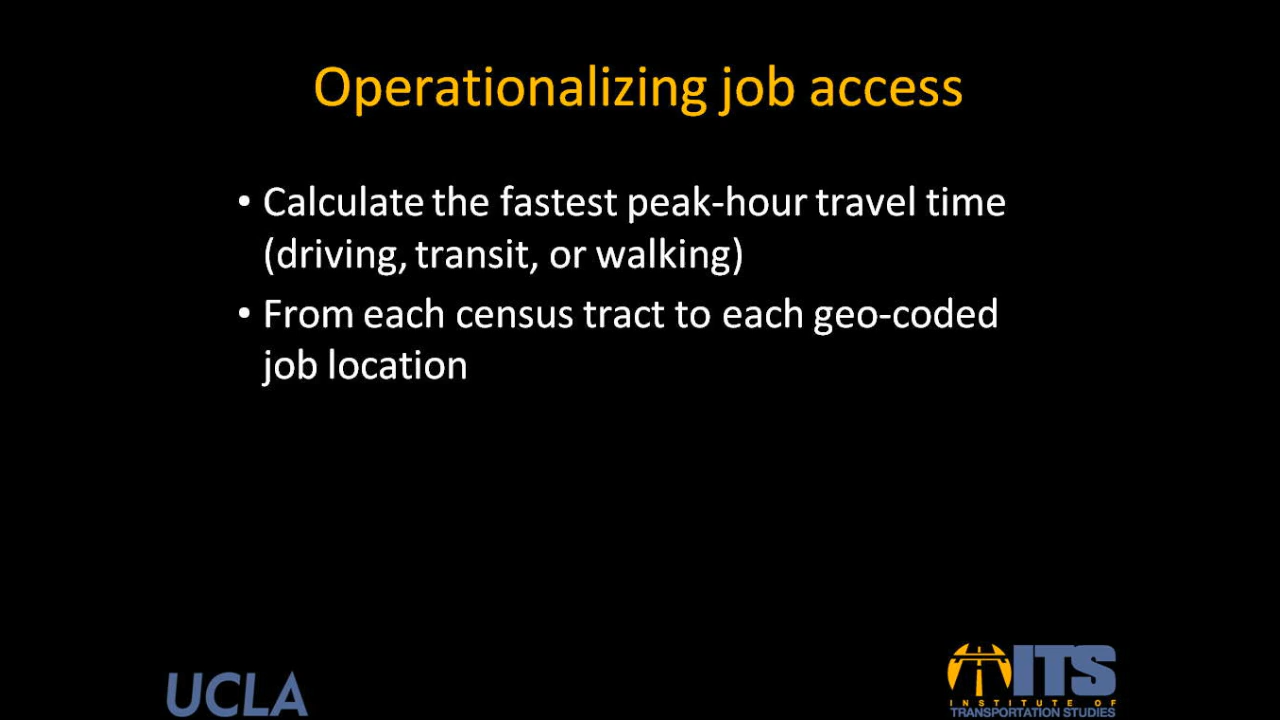 Operationalizing job access
• Calculate the fastest peak-hour travel time
(driving, transit, or walking)
• From each census tract to each geo-coded
job location
UCLA
ITS
INSTITUTE OF
TRANSPORTATION STUDIES